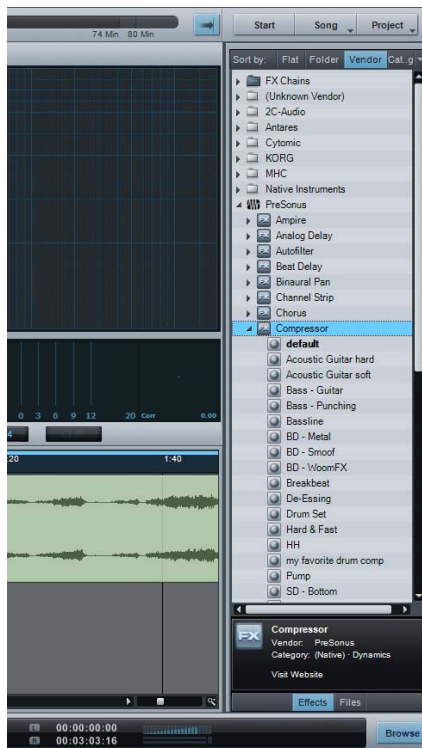 74 Min 80 Min
Start Song Project
Sort by: Flat Folder Vendor Cat..g
FX Chains
(Unknown Vendor)
2C-Audio
Antares
Cytomic
KORG
MHC
Native Instruments
PreSonus
Ampire
Analog Delay
Autofilter
Beat Delay
Binaural Pan
Channel Strip
Chorus
Compressor
default
Acoustic Guitar hard
Acoustic Guitar soft
Bass - Guitar
Bass - Punching
Bassline
BD - Metal
BD - Smoof
BD - WoomFX
Breakbeat
De-Essing
Drum Set
Hard & Fast
HH
my favorite drum comp
Pump
SD - Bottom
0 3 6 9 12 20 Corr 0.00
4
:20 1:40
FX
Compressor
Vendor: PreSonus
Category: (Native) · Dynamics
Visit Website
Effects Files
L 00:00:00:00
R 00:03:03:16
Browse